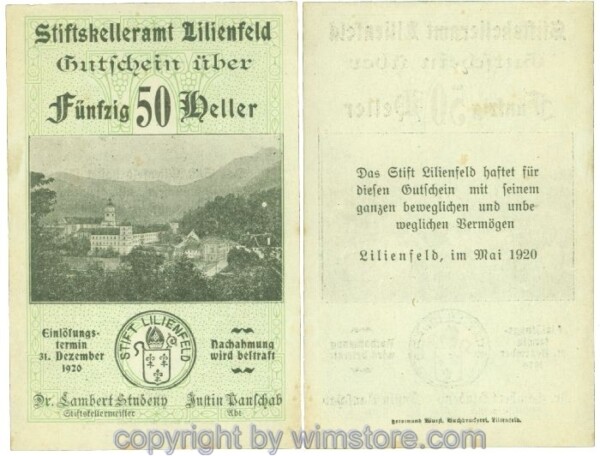 Stiftskelleramt Lilienfeld
Gutschein über
Fünfzig 50 Heller
Einlösungs-
termin
31. Dezember
1920
STIFT LILIENFELD
Nachahmung
wird bestraft
Dr. Lambert Studeny
Stiftskellermeister
Justin Panschab
Abt
Das Stift Lilienfeld haftet für
diesen Gutschein mit seinem
ganzen beweglichen und unbe
weglichen Vermögen
Lilienfeld, im Mai 1920
Buchdruckerei, Lilienfeld.
copyright by wimstore.com